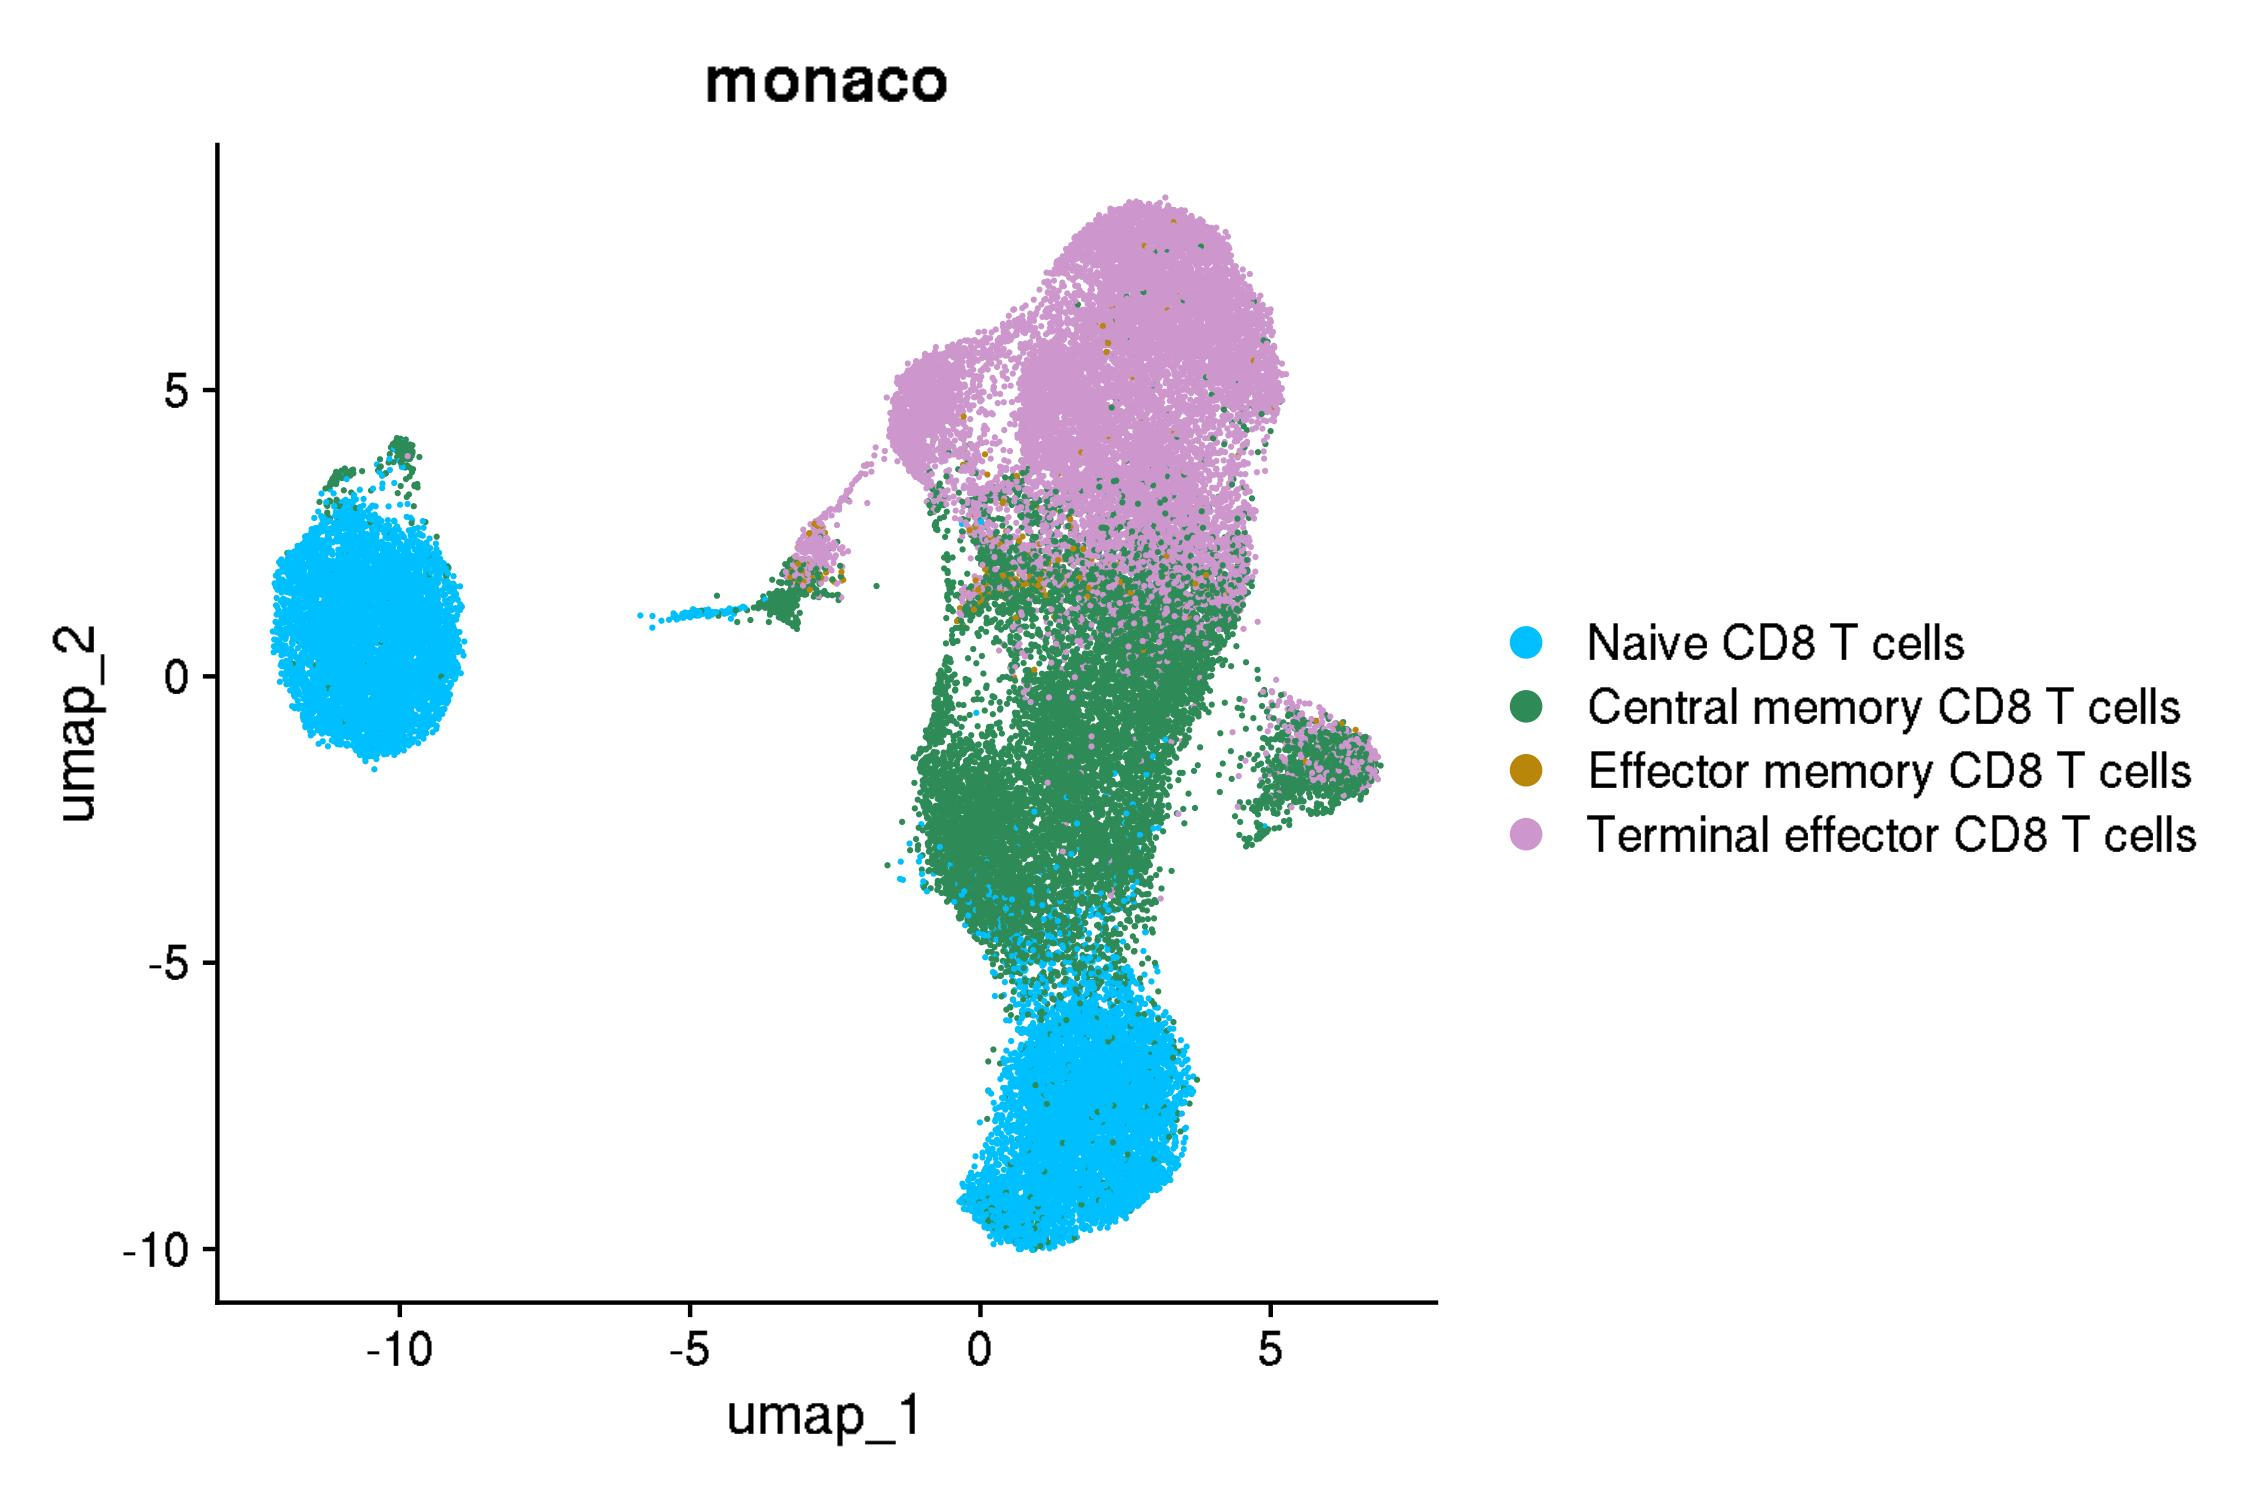 monaco
umap_2
5
0
-5
-10
-10 -5 0 5
umap_1
Naive CD8 T cells
Central memory CD8 T cells
Effector memory CD8 T cells
Terminal effector CD8 T cells